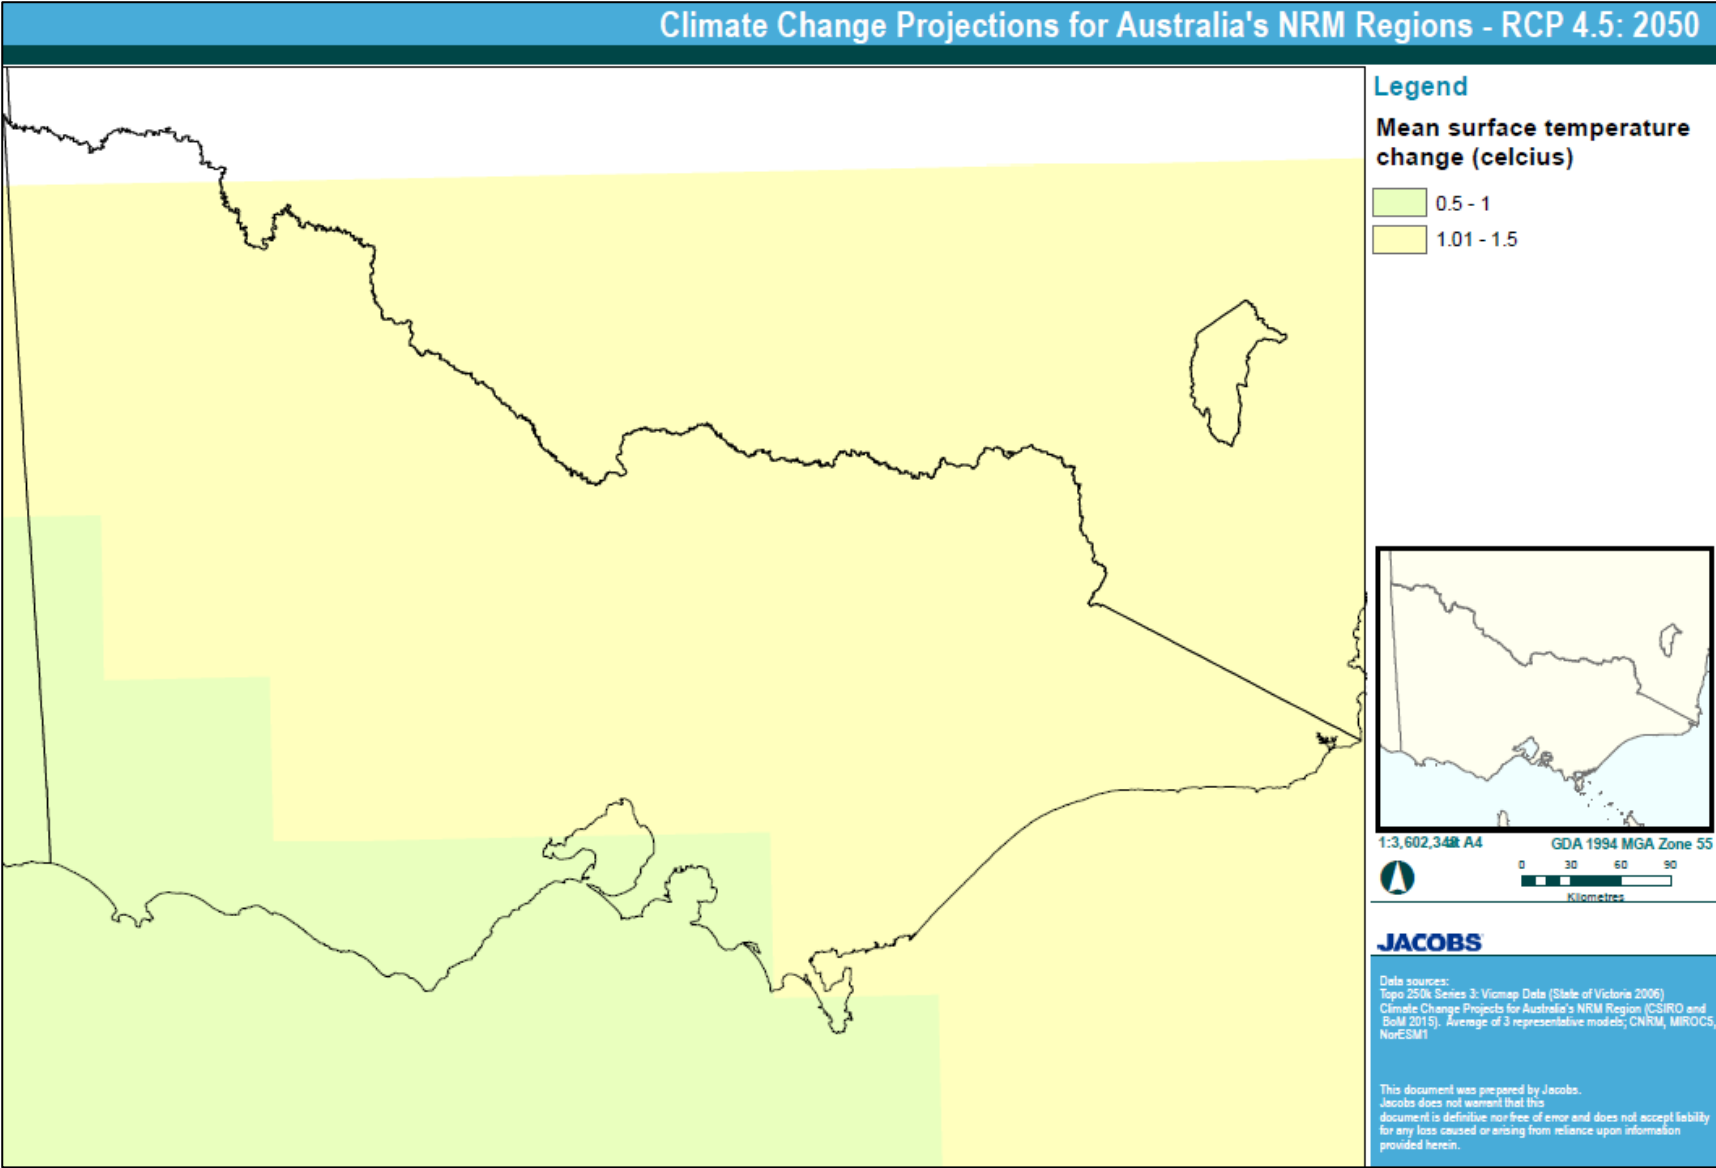 Climate Change Projections for Australia's NRM Regions - RCP 4.5: 2050
Legend
Mean surface temperature
change (celcius)
0.5 - 1
1.01 - 1.5
at A4
GDA 1994 MGA Zone 55
0 30 60 90
Kilometres
JACOBS
Data sources:
Topo 250k Series 3: Vicmap Data (State of Victoria 2006)
Climate Change Projects for Australia's NRM Region (CSIRO and
BoM 2015). Average of 3 representative models; CNRM, MIROC5,
NorESM1
This document was prepared by Jacobs.
Jacobs does not warrant that this
document is definitive nor free of error and does not accept liability
for any loss caused or arising from reliance upon information
provided herein.